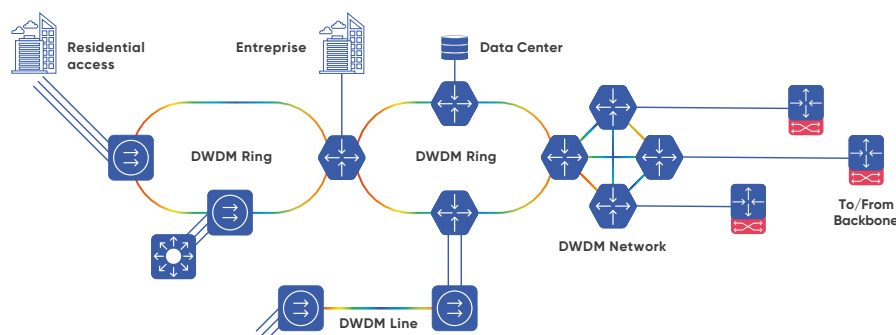 Residential
access
Entreprise
Data Center
DWDM Ring
DWDM Ring
To/From
Backbone
DWDM Network
DWDM Line